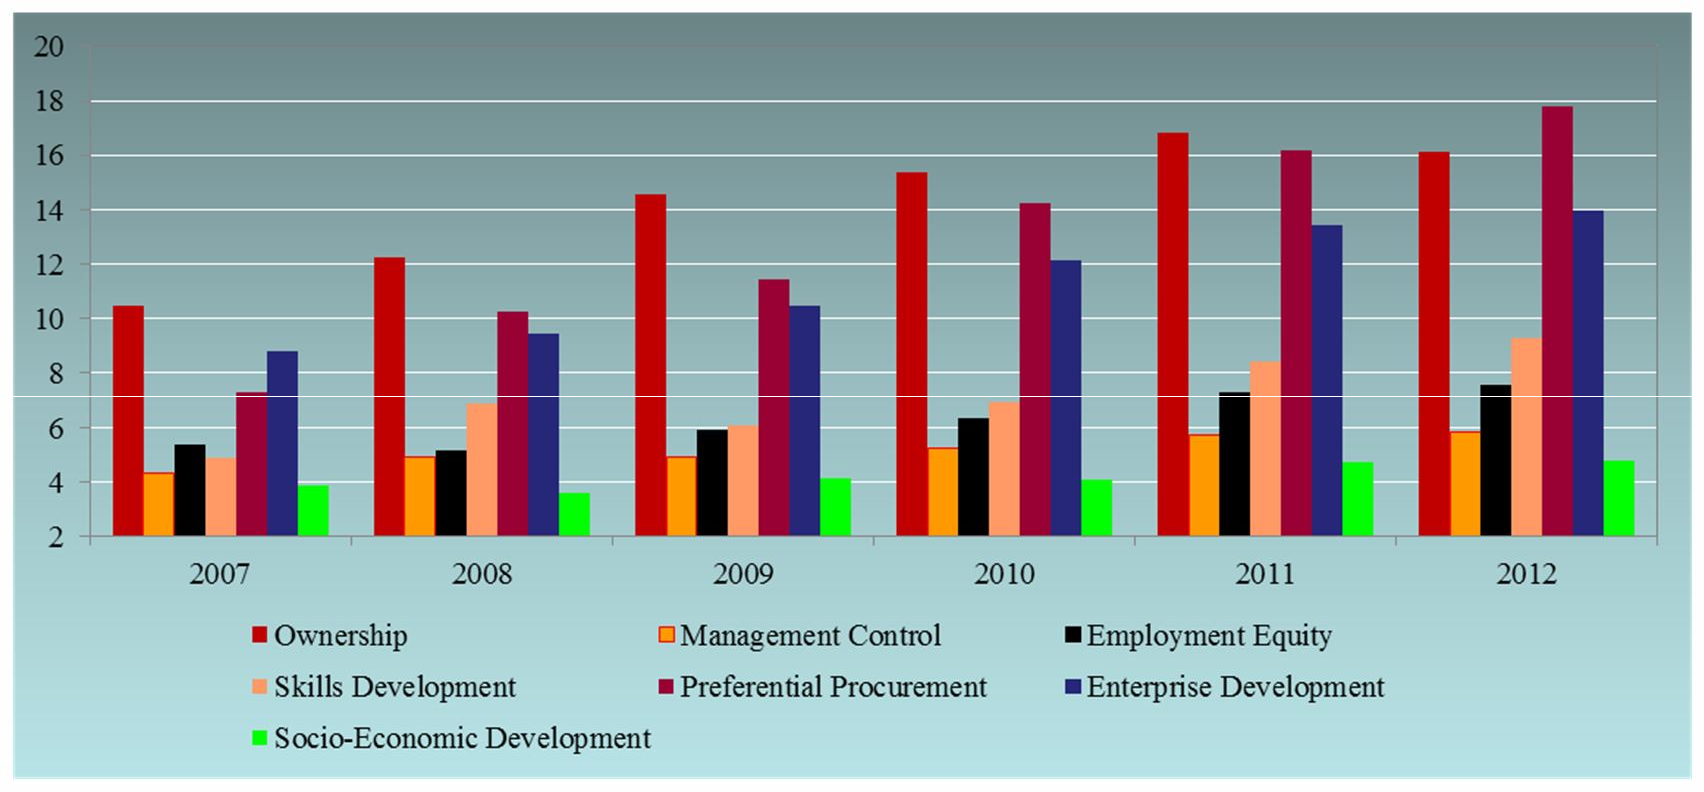 20
18
16
14
12
10
8
6
4
2
2007 2008 2009 2010 2011 2012
Ownership Management Control Employment Equity
Skills Development Preferential Procurement Enterprise Development
Socio-Economic Development